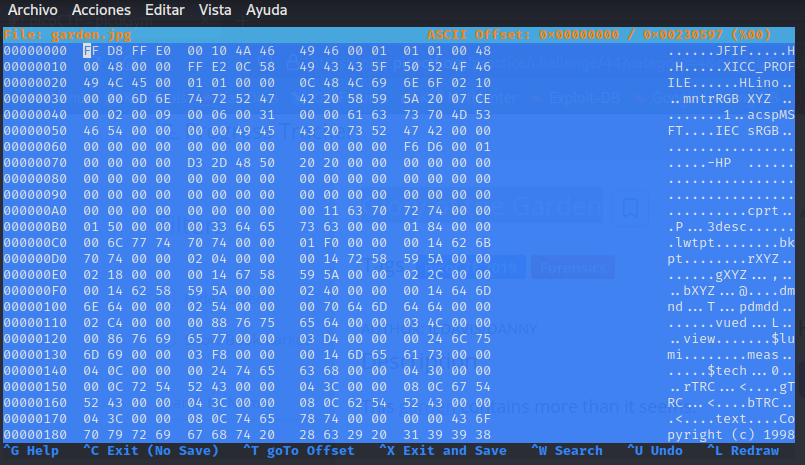 Archivo Acciones Editar Vista Ayuda
File: garden.jpg ASCII Offset: 0x00000000 / 0x00230597 (%00)
00000000 FF D8 FF E0 00 10 4A 46 49 46 00 01 01 01 00 48 ......JFIF.....H
00000010 00 48 00 00 FF E2 0C 58 49 43 43 5F 50 52 4F 46 .H.....XICC_PROF
00000020 49 4C 45 00 01 01 00 00 0C 48 4C 69 6E 6F 02 10 ILE......HLino..
00000030 00 00 6D 6E 74 72 52 47 42 20 58 59 5A 20 07 CE ..mntrRGB XYZ ..
00000040 00 02 00 09 00 06 00 31 00 00 61 63 73 70 4D 53 .......1..acspMS
00000050 46 54 00 00 00 00 49 45 43 20 73 52 47 42 00 00 FT....IEC sRGB..
00000060 00 00 00 00 00 00 00 00 00 00 00 00 F6 D6 00 01 ................
00000070 00 00 00 00 D3 2D 48 50 20 20 00 00 00 00 00 00 .....-HP  ......
00000080 00 00 00 00 00 00 00 00 00 00 00 00 00 00 00 00 ................
00000090 00 00 00 00 00 00 00 00 00 00 00 00 00 00 00 00 ................
000000A0 00 00 00 00 00 00 00 00 00 11 63 70 72 74 00 00 ..........cprt..
000000B0 01 50 00 00 00 33 64 65 73 63 00 00 01 84 00 00 .P...3desc......
000000C0 00 6C 77 74 70 74 00 00 01 F0 00 00 00 14 62 6B .lwtpt........bk
000000D0 70 74 00 00 02 04 00 00 00 14 72 58 59 5A 00 00 pt........rXYZ..
000000E0 02 18 00 00 00 14 67 58 59 5A 00 00 02 2C 00 00 ......gXYZ...,..
000000F0 00 14 62 58 59 5A 00 00 02 40 00 00 00 14 64 6D ..bXYZ...@....dm
00000100 6E 64 00 00 02 54 00 00 00 70 64 6D 64 64 00 00 nd...T...pdmdd..
00000110 02 C4 00 00 00 88 76 75 65 64 00 00 03 4C 00 00 ......vued...L..
00000120 00 86 76 69 65 77 00 00 03 D4 00 00 00 24 6C 75 ..view.......$lu
00000130 6D 69 00 00 03 F8 00 00 00 14 6D 65 61 73 00 00 mi........meas..
00000140 04 0C 00 00 00 24 74 65 63 68 00 00 04 30 00 00 .....$tech...0..
00000150 00 0C 72 54 52 43 00 00 04 3C 00 00 08 0C 67 54 ..rTRC...<....gT
00000160 52 43 00 00 04 3C 00 00 08 0C 62 54 52 43 00 00 RC...<....bTRC..
00000170 04 3C 00 00 08 0C 74 65 78 74 00 00 00 00 43 6F .<....text....Co
00000180 70 79 72 69 67 68 74 20 28 63 29 20 31 39 39 38 pyright (c) 1998
^G Help ^C Exit (No Save) ^T goTo Offset ^X Exit and Save ^W Search ^U Undo ^L Redraw